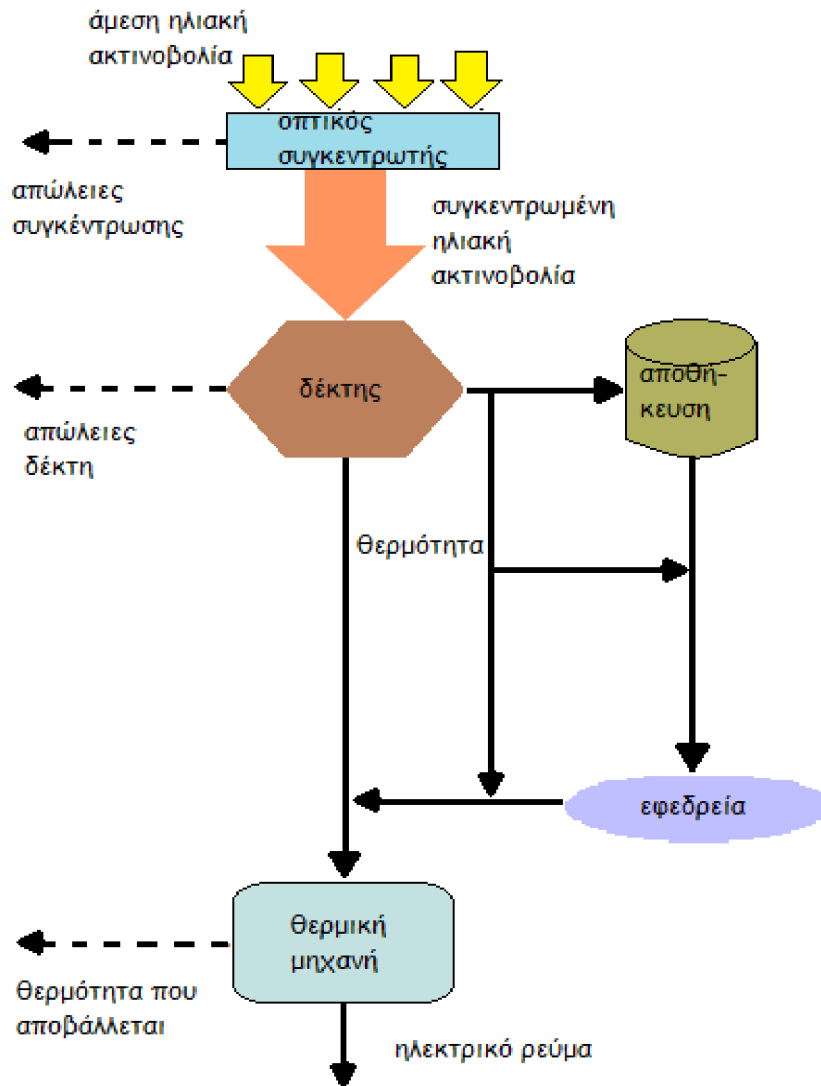 άμεση ηλιακή
ακτινοβολία
οπτικός
συγκεντρωτής
απώλειες
συγκέντρωσης
συγκεντρωμένη
ηλιακή
ακτινοβολία
δέκτης
αποθή-
κευση
απώλειες
δέκτη
θερμότητα
εφεδρεία
θερμική
μηχανή
θερμότητα που
αποβάλλεται
ηλεκτρικό ρεύμα